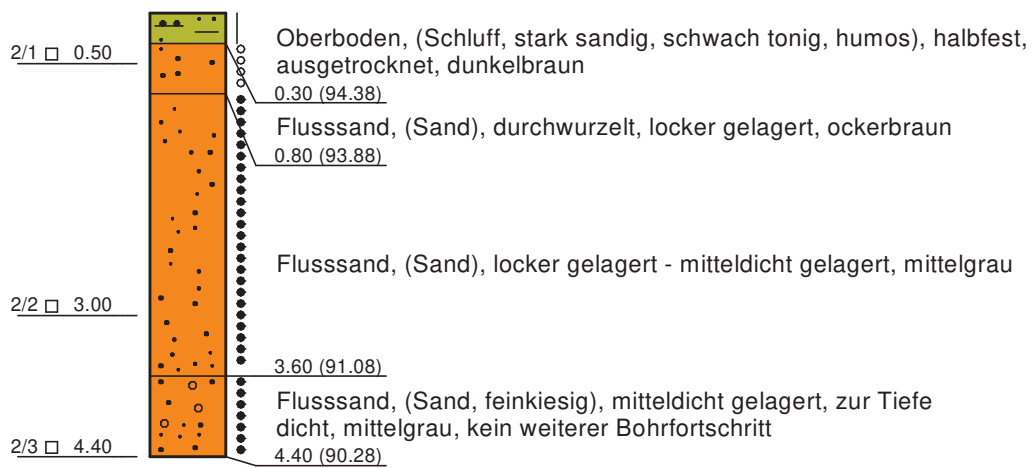 Oberboden, (Schluff, stark sandig, schwach tonig, humos), halbfest,
2/1 0.50
ausgetrocknet, dunkelbraun
0.30 (94.38)
Flusssand, (Sand), durchwurzelt, locker gelagert, ockerbraun
0.80 (93.88)
Flusssand, (Sand), locker gelagert - mitteldicht gelagert, mittelgrau
2/2 3.00
3.60 (91.08)
Flusssand, (Sand, feinkiesig), mitteldicht gelagert, zur Tiefe
dicht, mittelgrau, kein weiterer Bohrfortschritt
2/3 4.40
4.40 (90.28)